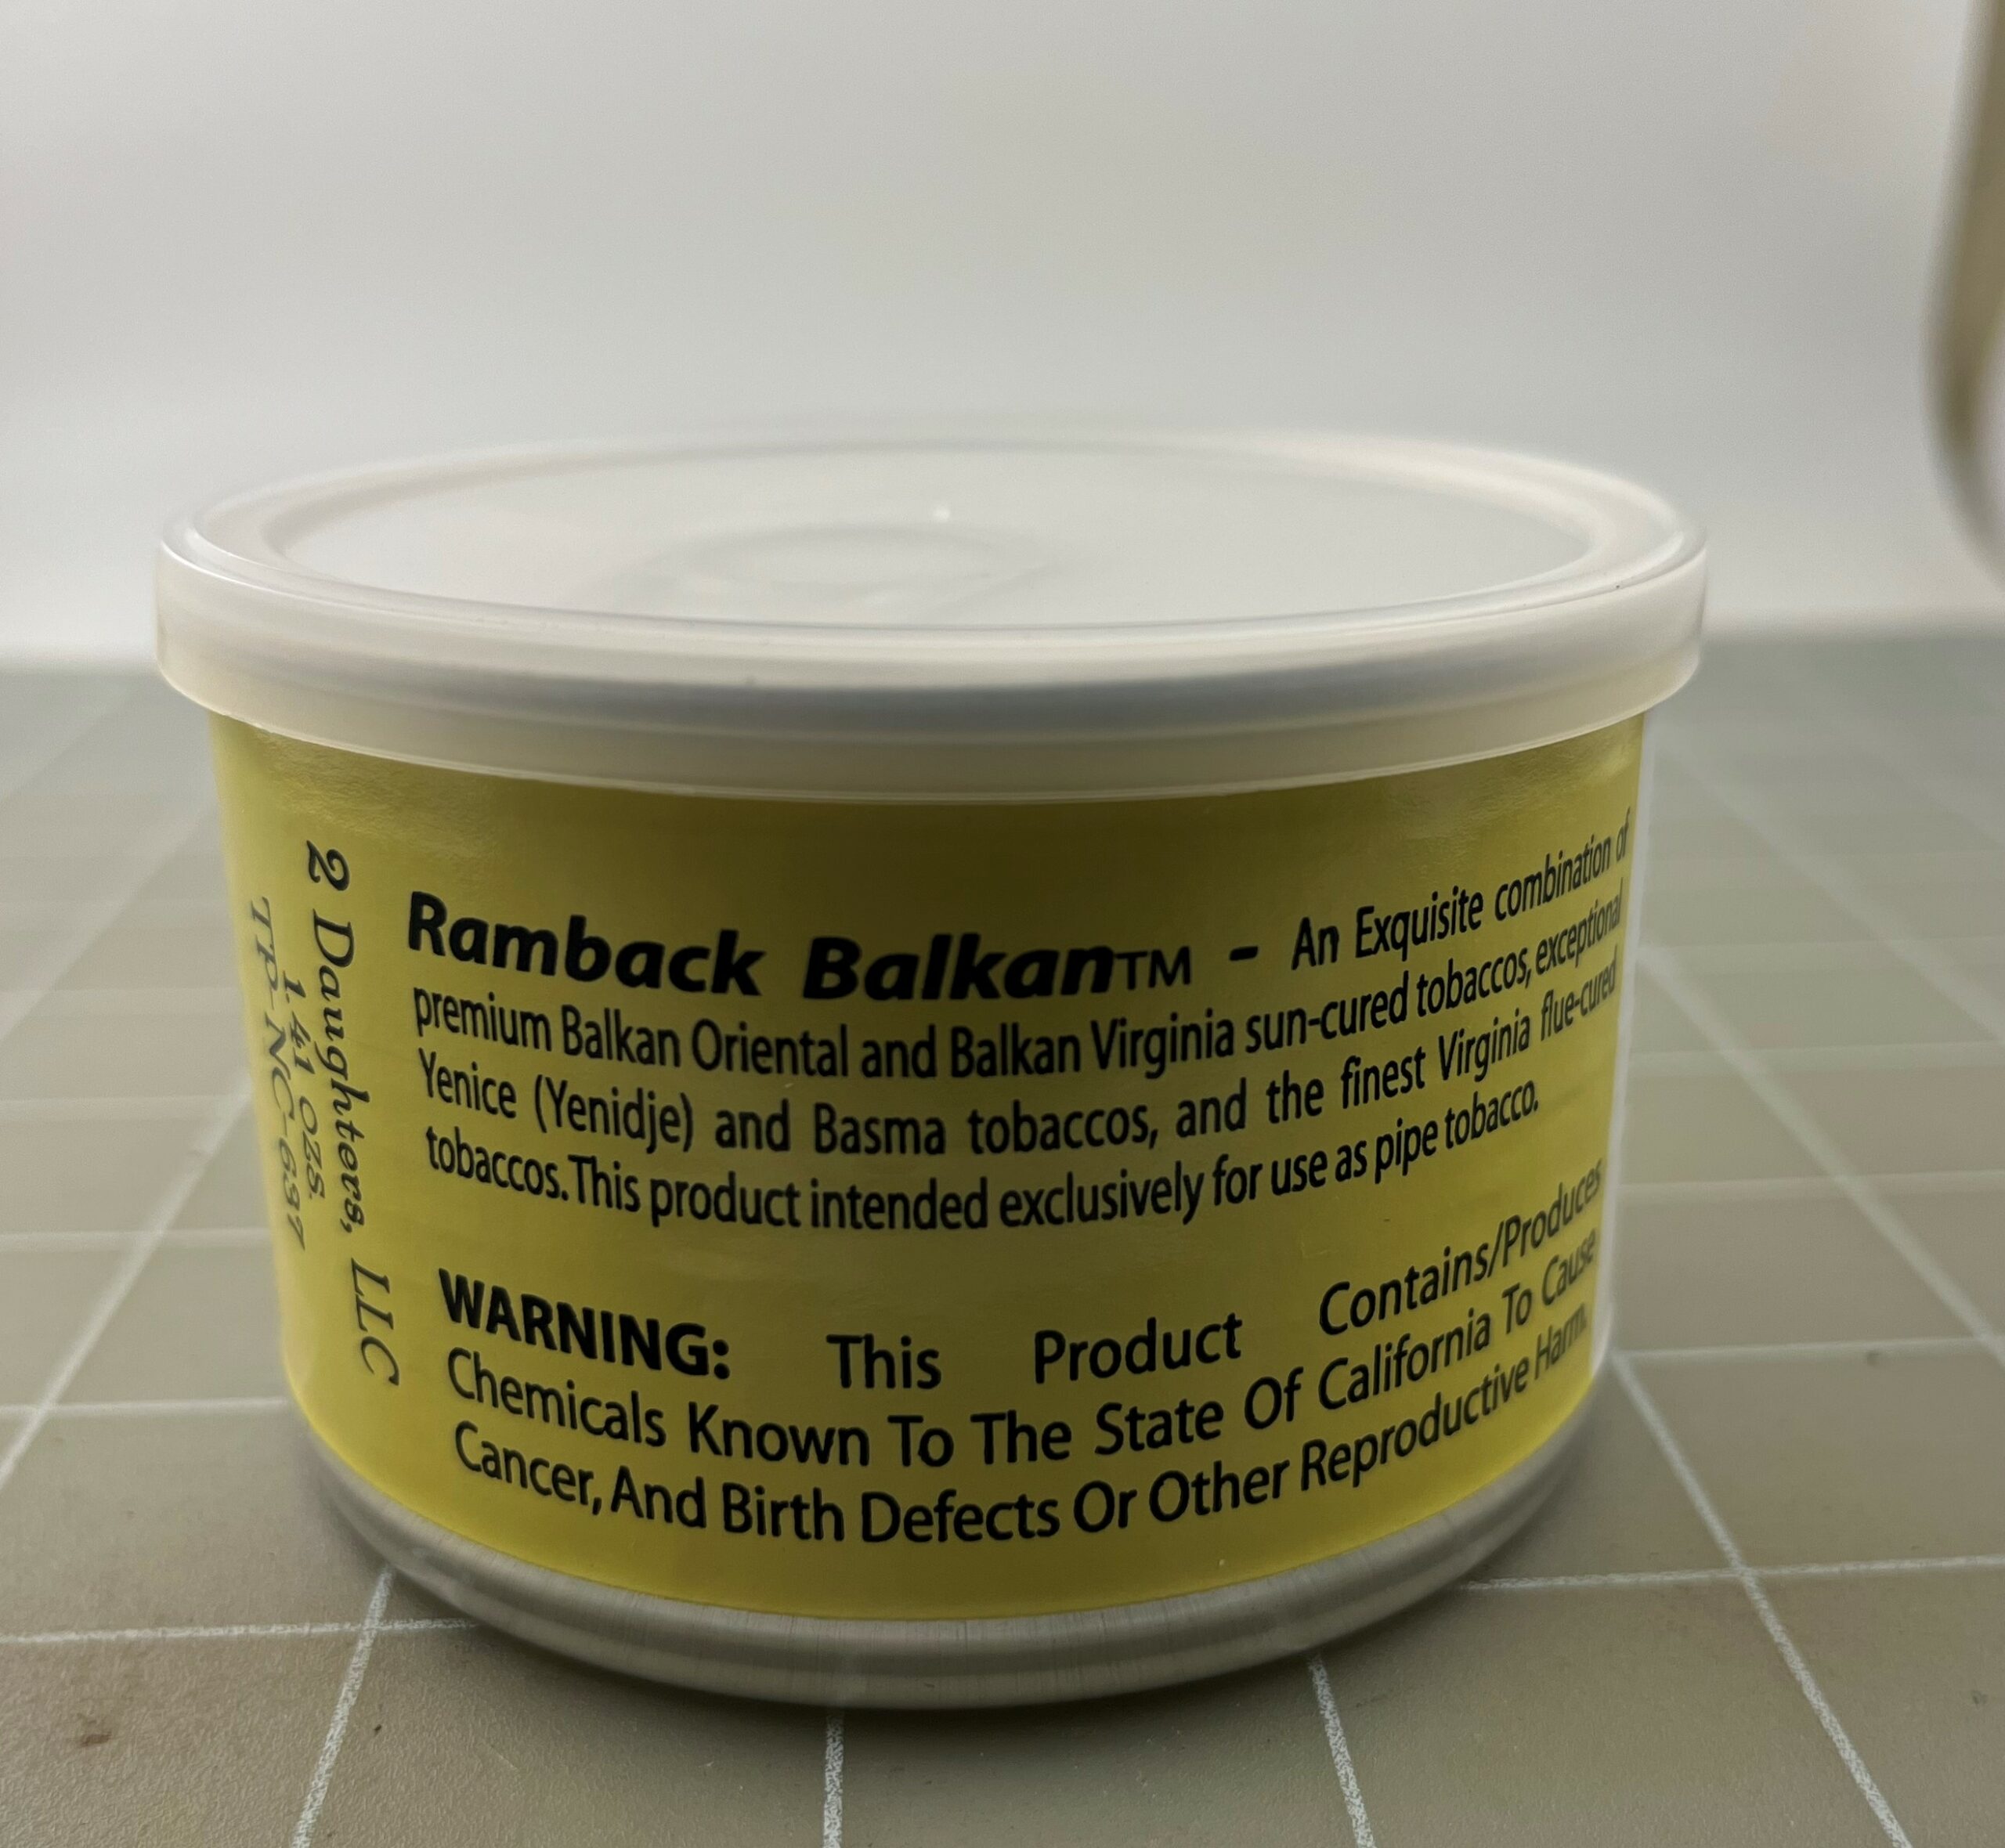 2 Daughters, LLC
1.41 ozs.
TP-NC-637
Ramback Balkan™ - An Exquisite combination of
premium Balkan Oriental and Balkan Virginia sun-cured tobaccos, exceptional
Yenice (Yenidje) and Basma tobaccos, and the finest Virginia flue-cured
tobaccos. This product intended exclusively for use as pipe tobacco.
WARNING: This Product Contains/Produces
Chemicals Known To The State Of California To Cause
Cancer, And Birth Defects Or Other Reproductive Harm.